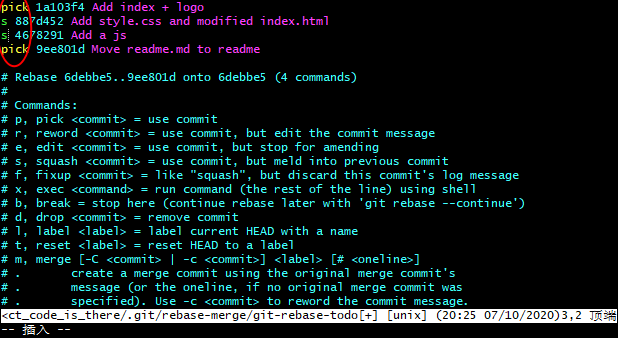 pick 1a103f4 Add index + logo
s 887d452 Add style.css and modified index.html
s 4678291 Add a js
pick 9ee801d Move readme.md to readme

# Rebase 6debbe5..9ee801d onto 6debbe5 (4 commands)
#
# Commands:
# p, pick <commit> = use commit
# r, reword <commit> = use commit, but edit the commit message
# e, edit <commit> = use commit, but stop for amending
# s, squash <commit> = use commit, but meld into previous commit
# f, fixup <commit> = like "squash", but discard this commit's log message
# x, exec <command> = run command (the rest of the line) using shell
# b, break = stop here (continue rebase later with 'git rebase --continue')
# d, drop <commit> = remove commit
# l, label <label> = label current HEAD with a name
# t, reset <label> = reset HEAD to a label
# m, merge [-C <commit> | -c <commit>] <label> [# <oneline>]
# .       create a merge commit using the original merge commit's
# .       message (or the oneline, if no original merge commit was
# .       specified). Use -c <commit> to reword the commit message.
<ct_code_is_there/.git/rebase-merge/git-rebase-todo[+] [unix] (20:25 07/10/2020)3,2 顶端
-- 插入 --